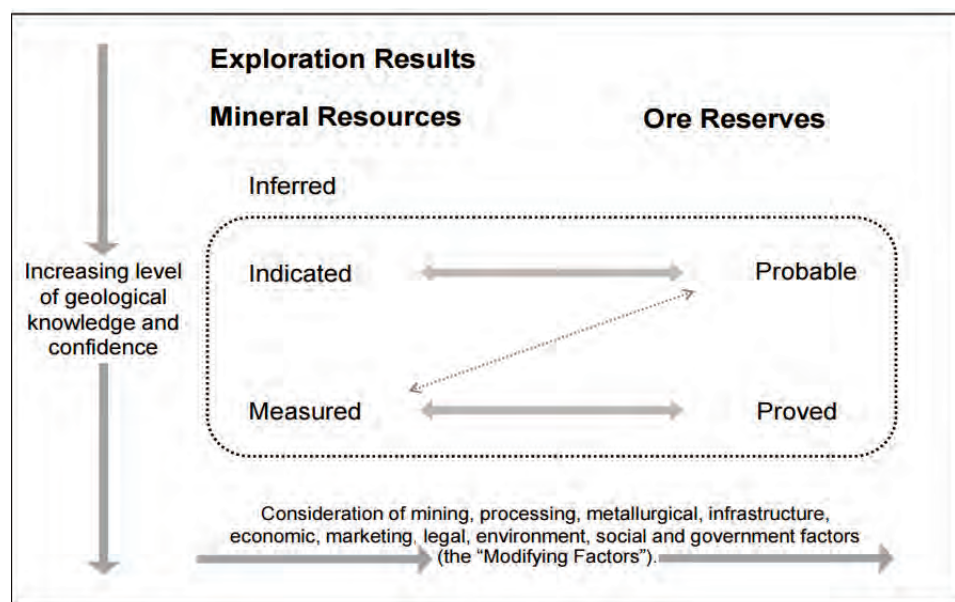 Exploration Results
Mineral Resources
Ore Reserves
Inferred
Increasing level
of geological
knowledge and
confidence
Indicated
Probable
Measured
Proved
Consideration of mining, processing, metallurgical, infrastructure,
economic, marketing, legal, environment, social and government factors
(the “Modifying Factors”).